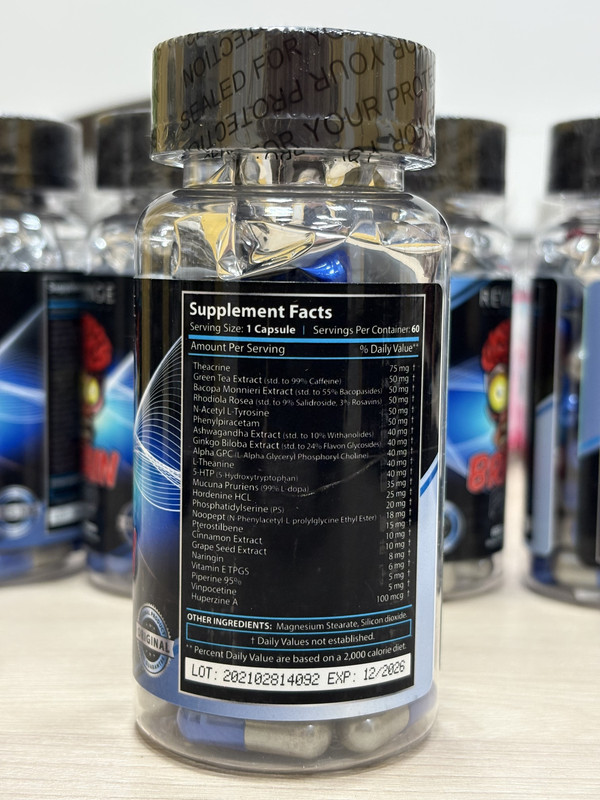 SEALED FOR YOUR PROTECTION
Supplement Facts
Serving Size: 1 Capsule | Servings Per Container: 60
Amount Per Serving % Daily Value**
Theacrine 75 mg †
Green Tea Extract (std. to 99% Caffeine) 50 mg †
Bacopa Monnieri Extract (std. to 55% Bacopasides) 50 mg †
Rhodiola Rosea (std. to 9% Salidroside, 3% Rosavins) 50 mg †
N-Acetyl L-Tyrosine 50 mg †
Phenylpiracetam 50 mg †
Ashwagandha Extract (std. to 10% Withanolides) 40 mg †
Ginkgo Biloba Extract (std. to 24% Flavon Glycosides) 40 mg †
Alpha GPC (L-Alpha Glyceryl Phosphoryl Choline) 40 mg †
L-Theanine 40 mg †
5-HTP (5 Hydroxytryptophan) 40 mg †
Mucuna Pruriens (99% L-dopa) 35 mg †
Hordenine HCL 25 mg †
Phosphatidylserine (PS) 20 mg †
Noopept (N Phenylacetyl-L-prolylglycine Ethyl Ester) 18 mg †
Pterostilbene 15 mg †
Cinnamon Extract 10 mg †
Grape Seed Extract 10 mg †
Naringin 8 mg †
Vitamin E TPGS 6 mg †
Piperine 95% 5 mg †
Vinpocetine 5 mg †
Huperzine A 100 mcg †
OTHER INGREDIENTS: Magnesium Stearate, Silicon dioxide.
† Daily Values not established.
** Percent Daily Value are based on a 2,000 calorie diet.
LOT: 202102814092 EXP: 12/2026
ORIGINAL